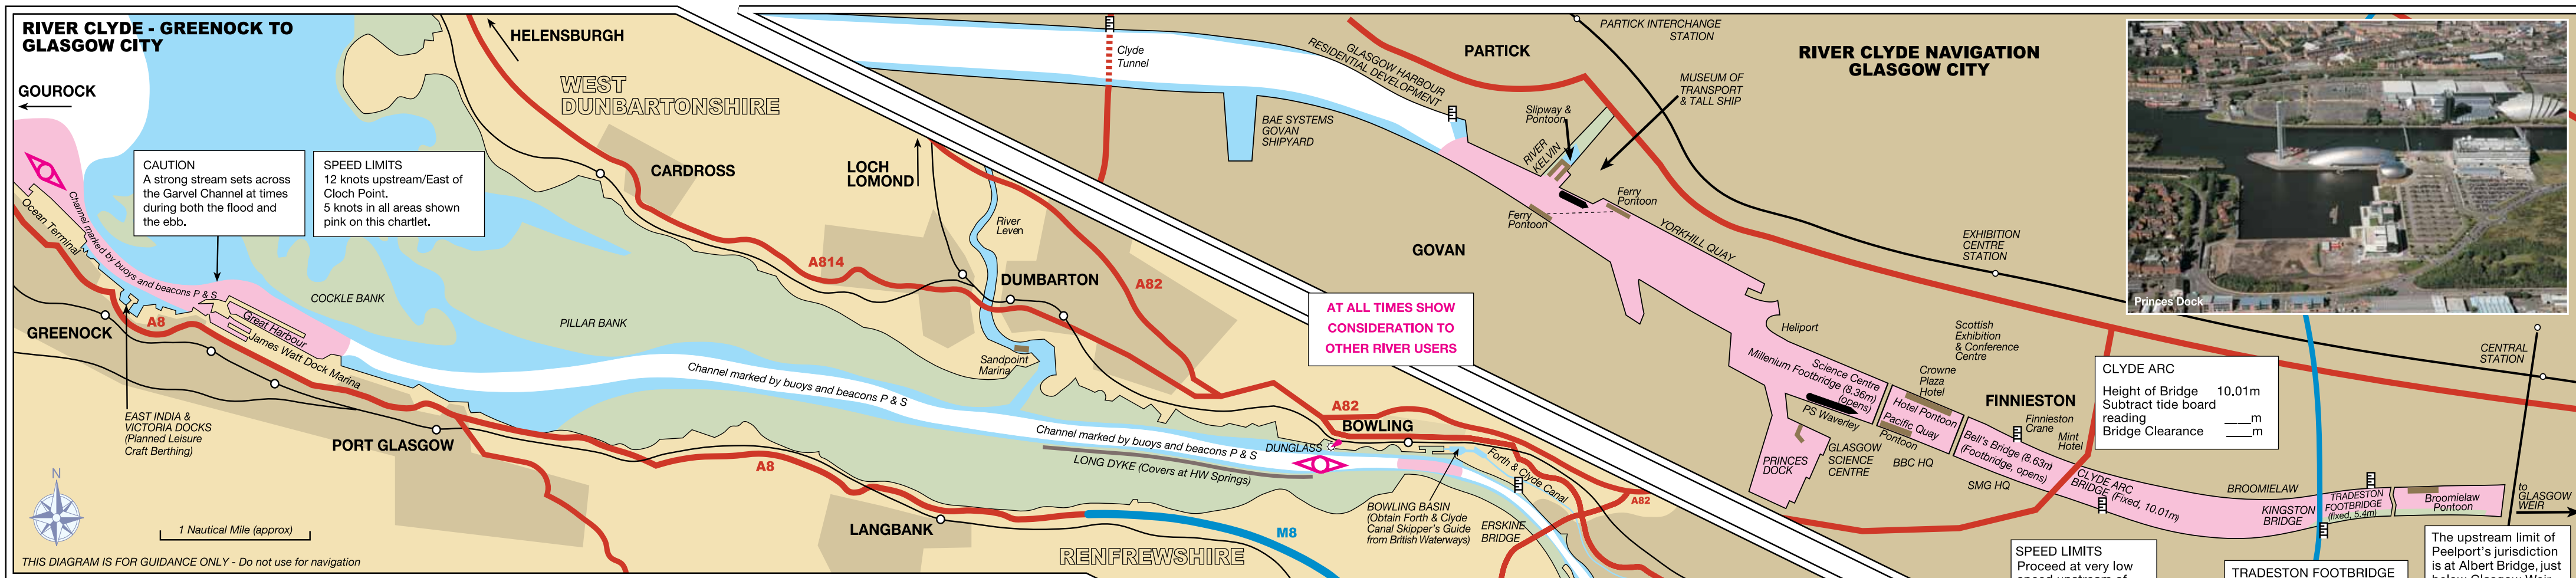 RIVER CLYDE - GREENOCK TO
GLASGOW CITY
GOUROCK
HELENSBURGH
WEST
DUNBARTONSHIRE
CAUTION
A strong stream sets across
the Garvel Channel at times
during both the flood and
the ebb.
SPEED LIMITS
12 knots upstream/East of
Cloch Point.
5 knots in all areas shown
pink on this chartlet.
CARDROSS
LOCH
LOMOND
River
Leven
Channel marked by buoys and beacons P & S
Ocean Terminal
A814
DUMBARTON
A82
COCKLE BANK
PILLAR BANK
GREENOCK
A8
Great Harbour
James Watt Dock Marina
Sandpoint
Marina
Channel marked by buoys and beacons P & S
EAST INDIA &
VICTORIA DOCKS
(Planned Leisure
Craft Berthing)
PORT GLASGOW
A8
A82
BOWLING
Channel marked by buoys and beacons P & S
DUNGLASS
LONG DYKE (Covers at HW Springs)
Forth & Clyde Canal
A82
BOWLING BASIN
(Obtain Forth & Clyde
Canal Skipper's Guide
from British Waterways)
ERSKINE
BRIDGE
LANGBANK
M8
RENFREWSHIRE
N
1 Nautical Mile (approx)
THIS DIAGRAM IS FOR GUIDANCE ONLY - Do not use for navigation
RIVER CLYDE NAVIGATION
GLASGOW CITY
Clyde
Tunnel
GLASGOW HARBOUR
RESIDENTIAL DEVELOPMENT
PARTICK
PARTICK INTERCHANGE
STATION
MUSEUM OF
TRANSPORT
& TALL SHIP
Slipway &
Pontoon
BAE SYSTEMS
GOVAN
SHIPYARD
RIVER
KELVIN
Ferry
Pontoon
Ferry
Pontoon
YORKHILL QUAY
GOVAN
EXHIBITION
CENTRE
STATION
AT ALL TIMES SHOW
CONSIDERATION TO
OTHER RIVER USERS
Heliport
Scottish
Exhibition
& Conference
Centre
Science Centre
Millenium Footbridge (8.36m)
(opens)
Crowne
Plaza
Hotel
PS Waverley
Hotel Pontoon
Pacific Quay
Pontoon
FINNIESTON
Finnieston
Crane
Mint
Hotel
PRINCES
DOCK
GLASGOW
SCIENCE
CENTRE
BBC HQ
Bell's Bridge (8.63m)
(Footbridge, opens)
SMG HQ
CLYDE ARC
BRIDGE (Fixed, 10.01m)
Princes Dock
CENTRAL
STATION
CLYDE ARC
Height of Bridge 10.01m
Subtract tide board
reading ____m
Bridge Clearance ____m
BROOMIELAW
KINGSTON
BRIDGE
TRADESTON
FOOTBRIDGE
(fixed, 5.4m)
Broomielaw
Pontoon
to
GLASGOW
WEIR
SPEED LIMITS
Proceed at very low
speed upstream of
TRADESTON FOOTBRIDGE
The upstream limit of
Peelport's jurisdiction
is at Albert Bridge, just
below Glasgow Weir